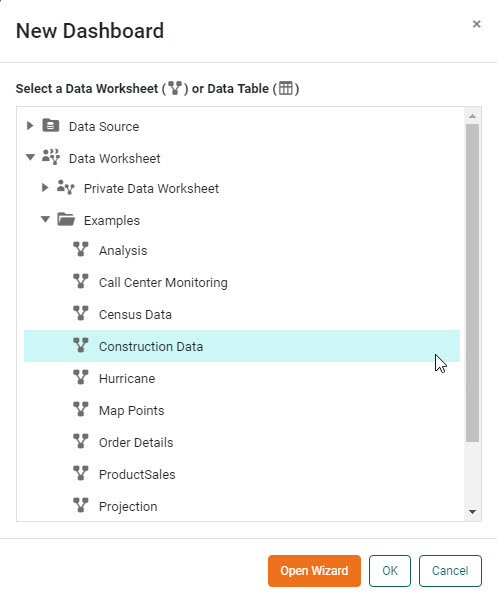 New Dashboard
×
Select a Data Worksheet ( ) or Data Table ( )
Data Source
Data Worksheet
Private Data Worksheet
Examples
Analysis
Call Center Monitoring
Census Data
Construction Data
Hurricane
Map Points
Order Details
ProductSales
Projection
Open Wizard OK Cancel